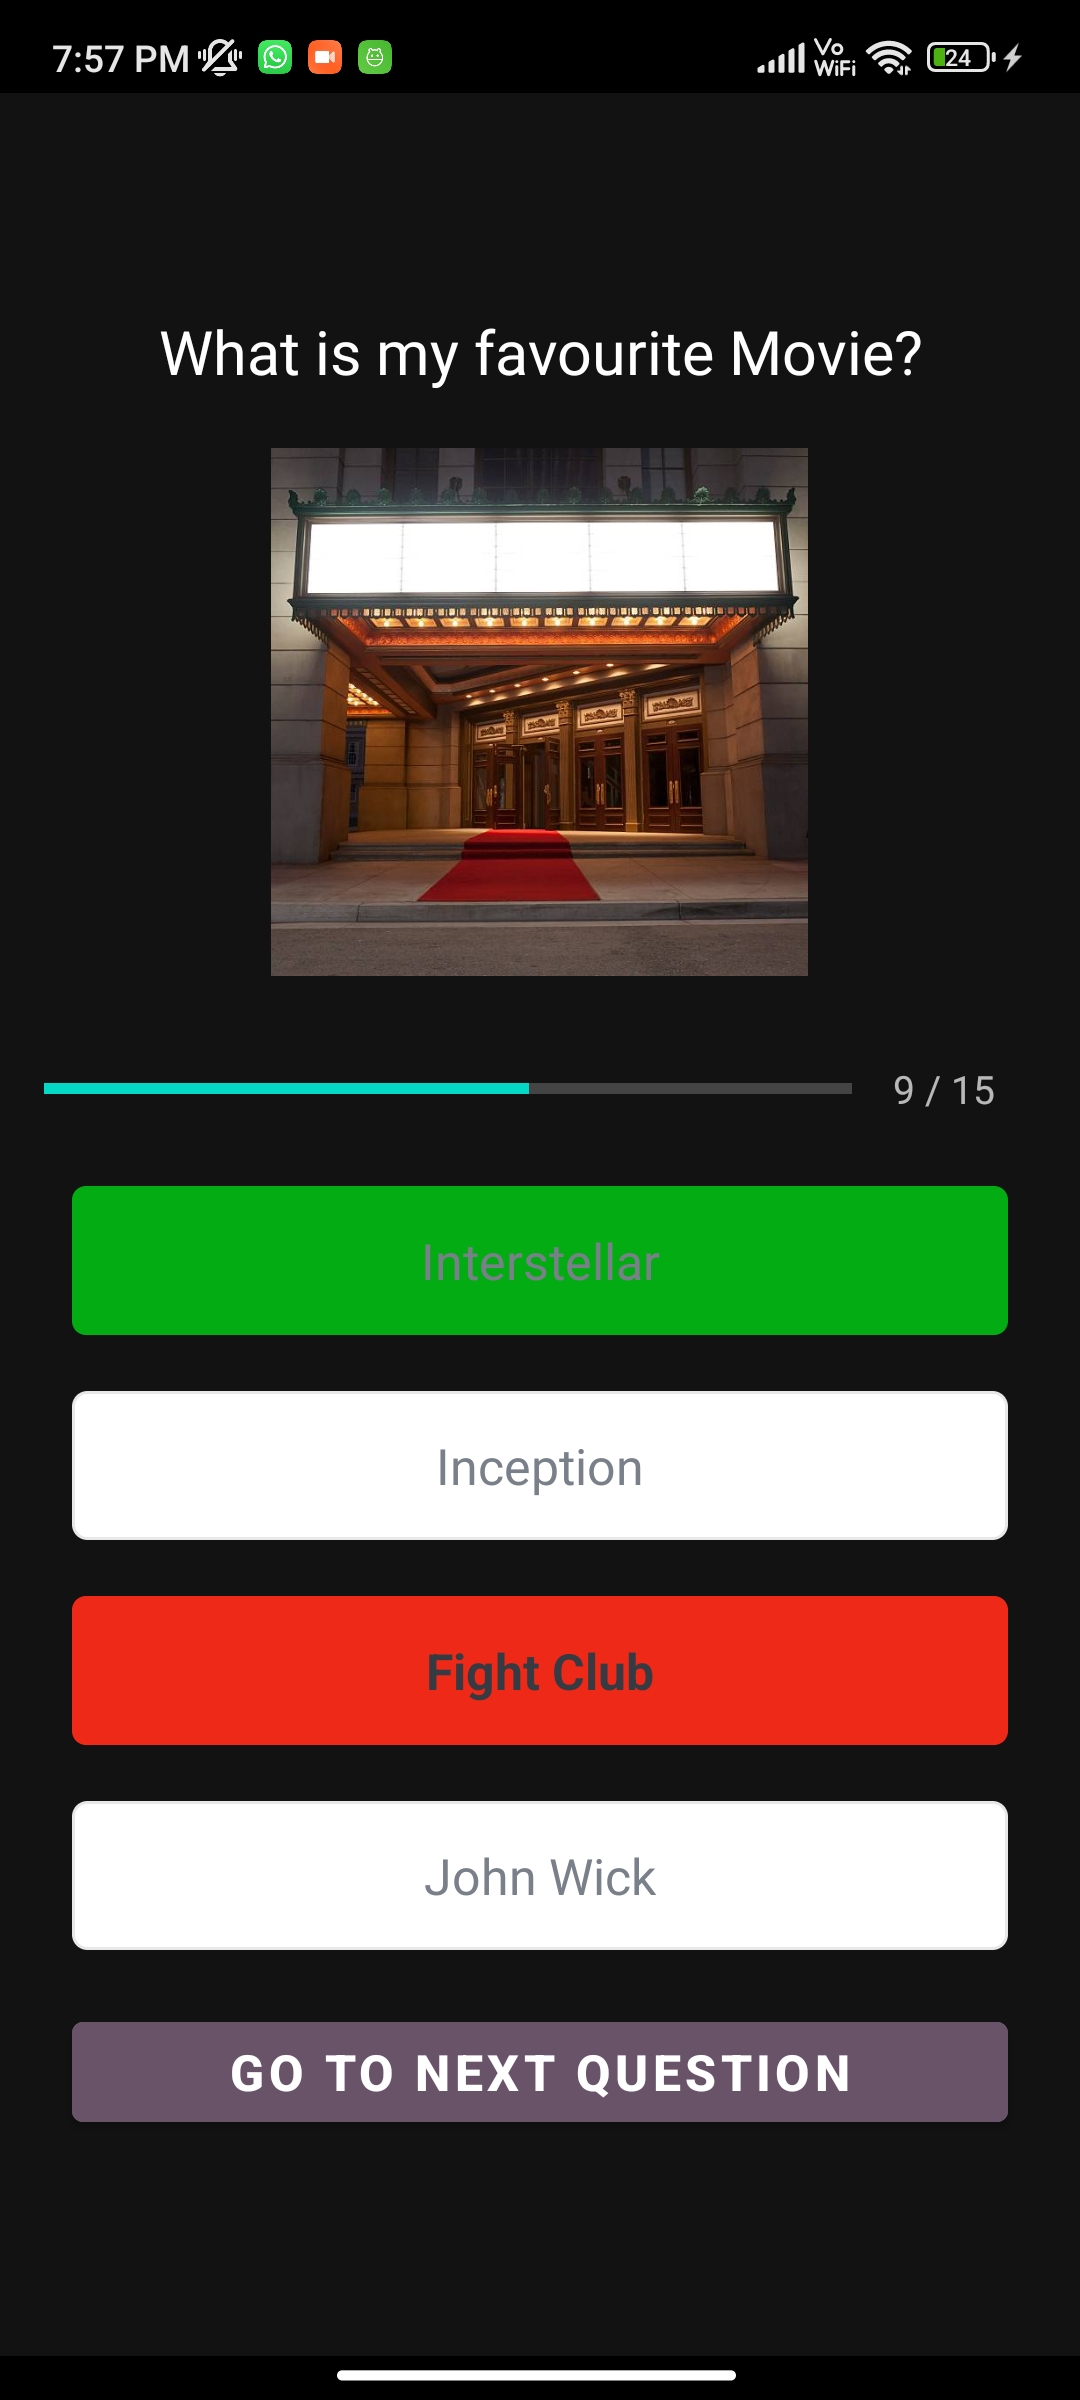 7:57 PM
Vo
WiFi
24
What is my favourite Movie?
9 / 15
Interstellar
Inception
Fight Club
John Wick
GO TO NEXT QUESTION